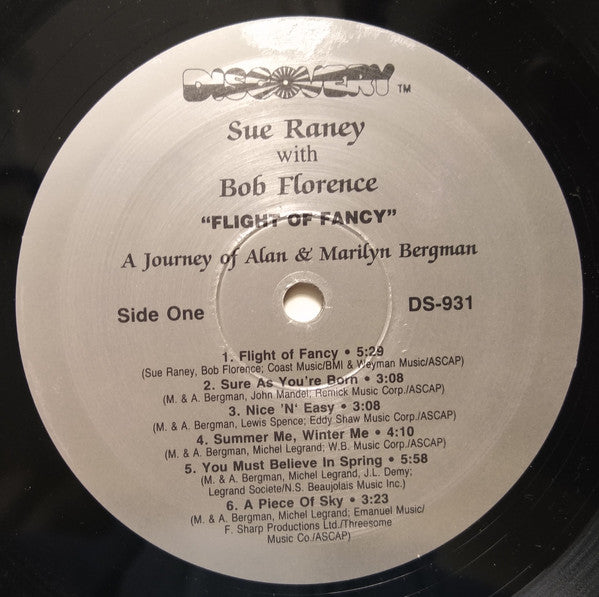 DISCOVERY TM
Sue Raney
with
Bob Florence
"FLIGHT OF FANCY"
A Journey of Alan & Marilyn Bergman
Side One
DS-931
1. Flight of Fancy • 5:29
(Sue Raney, Bob Florence; Coast Music/BMI & Weyman Music/ASCAP)
2. Sure As You're Born • 3:08
(M. & A. Bergman, John Mandel; Remick Music Corp./ASCAP)
3. Nice 'N' Easy • 3:08
(M. & A. Bergman, Lewis Spence; Eddy Shaw Music Corp./ASCAP)
4. Summer Me, Winter Me • 4:10
(M. & A. Bergman, Michel Legrand; W.B. Music Corp./ASCAP)
5. You Must Believe In Spring • 5:58
(M. & A. Bergman, Michel Legrand, J.L. Demy;
Legrand Societe/N.S. Beaujolais Music Inc.)
6. A Piece Of Sky • 3:23
(M. & A. Bergman, Michel Legrand; Emanuel Music/
F. Sharp Productions Ltd./Threesome
Music Co./ASCAP)